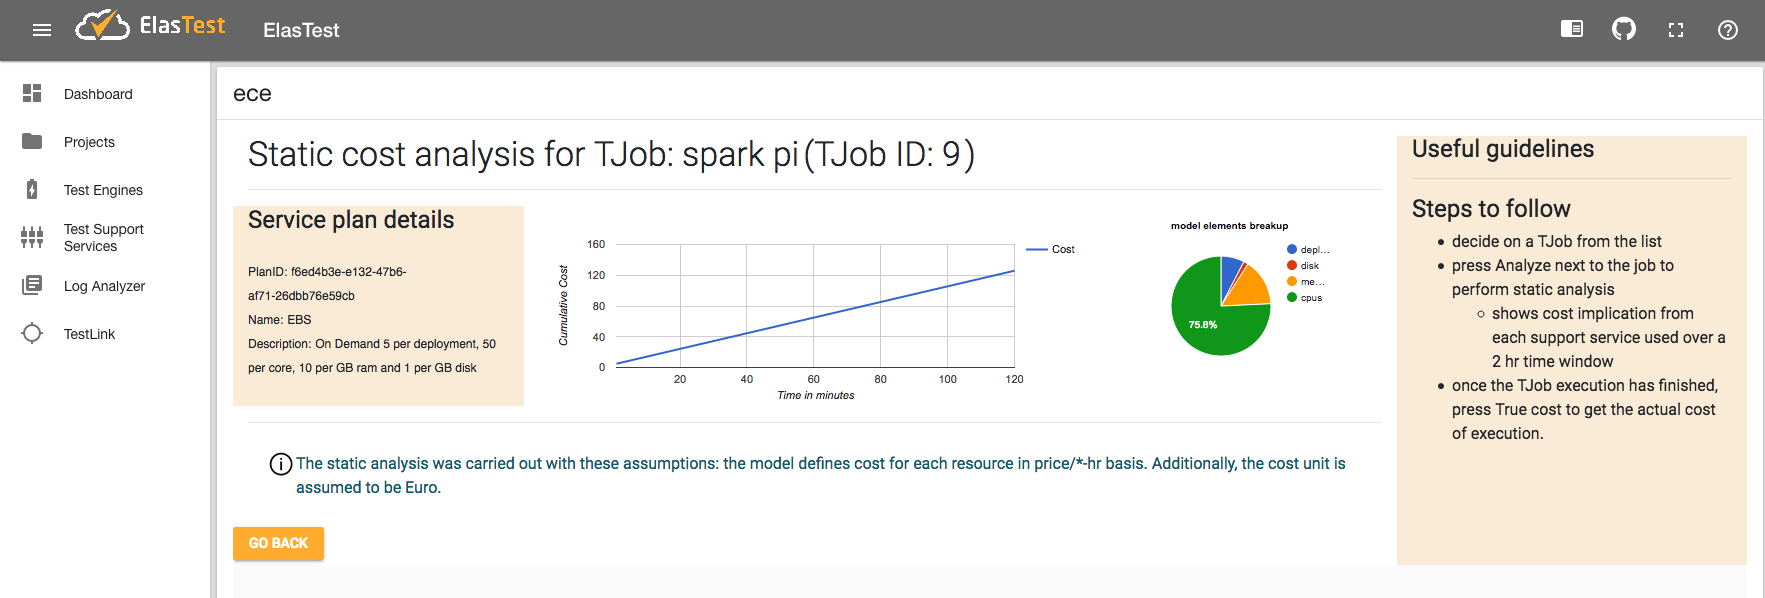 ElasTest
ElasTest
Dashboard
Projects
Test Engines
Test Support
Services
Log Analyzer
TestLink
ece
Static cost analysis for TJob: spark pi (TJob ID: 9)
Service plan details
PlanID: f6ed4b3e-e132-47b6-
af71-26dbb76e59cb
Name: EBS
Description: On Demand 5 per deployment, 50
per core, 10 per GB ram and 1 per GB disk
160
120
80
40
0
Cumulative Cost
20 40 60 80 100 120
Time in minutes
Cost
model elements breakup
depl...
disk
me...
cpus
75.8%
The static analysis was carried out with these assumptions: the model defines cost for each resource in price/*-hr basis. Additionally, the cost unit is
assumed to be Euro.
GO BACK
Useful guidelines
Steps to follow
decide on a TJob from the list
press Analyze next to the job to
perform static analysis
shows cost implication from
each support service used over a
2 hr time window
once the TJob execution has finished,
press True cost to get the actual cost
of execution.